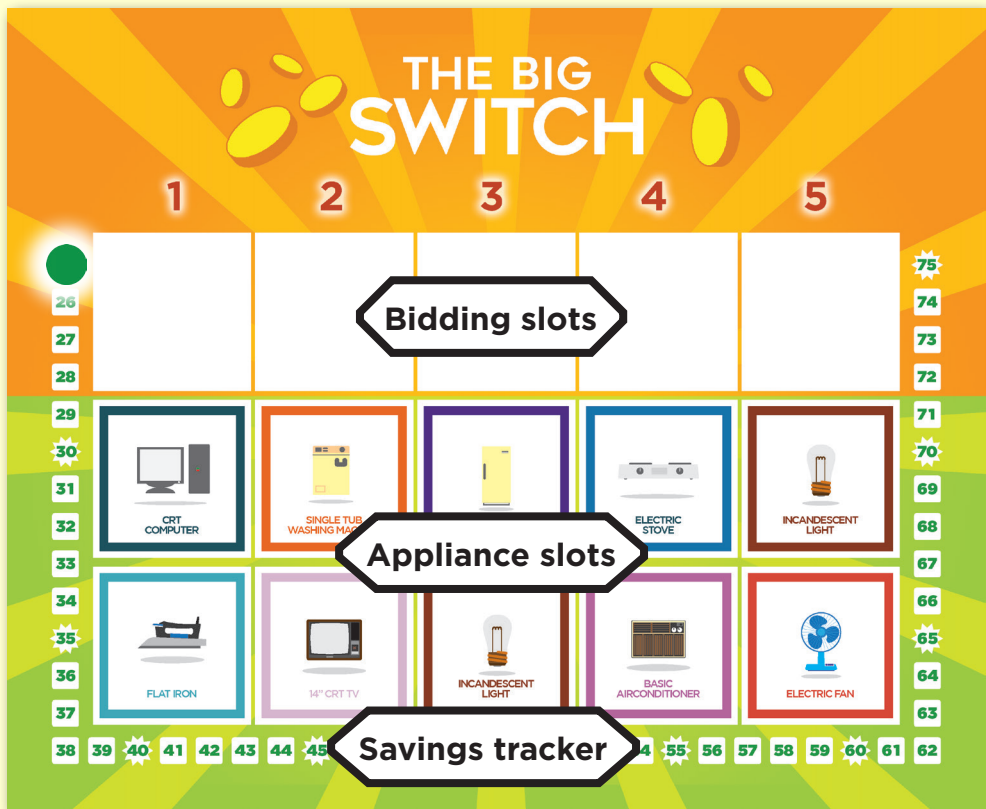 THE BIG
SWITCH
1 2 3 4 5
75
26 74
27 73
28 72
29 71
30 70
31 69
32 68
33 67
34 66
35 65
36 64
37 63
Bidding slots
CRT
COMPUTER
SINGLE TUB
WASHING
ELECTRIC
STOVE
INCANDESCENT
LIGHT
Appliance slots
FLAT IRON
14" CRT TV
INCANDESCENT
LIGHT
BASIC
AIRCONDITIONER
ELECTRIC FAN
38 39 40 41 42 43 44 45 55 56 57 58 59 60 61 62
Savings tracker